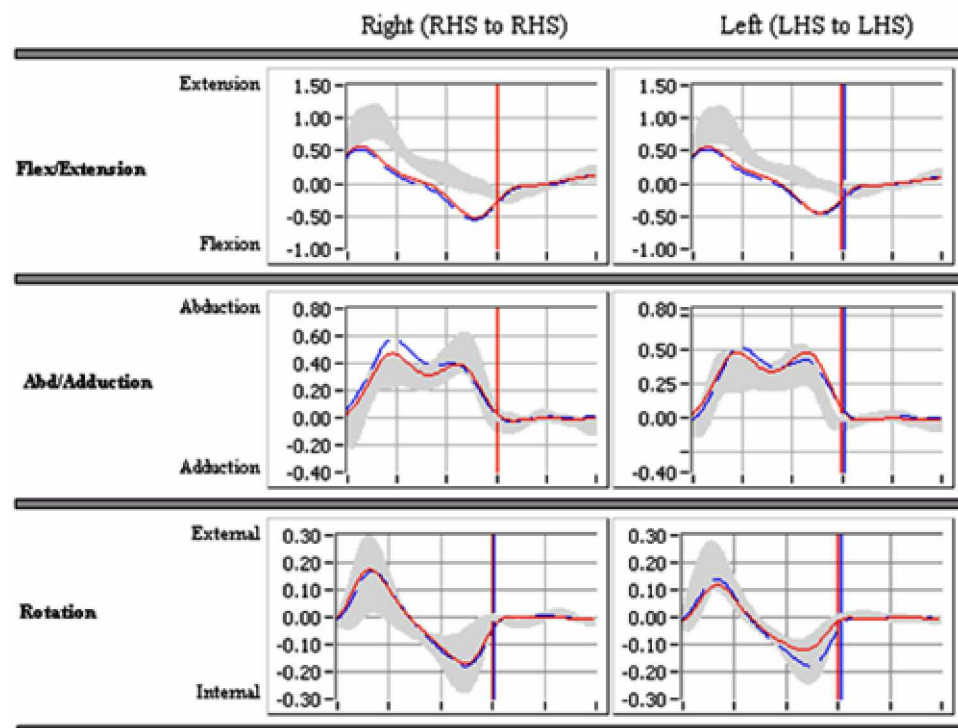 Right (RHS to RHS) Left (LHS to LHS)
Extension 1.50 1.50
1.00 1.00
Flex/Extension 0.50 0.50
0.00 0.00
-0.50 -0.50
Flexion -1.00 -1.00
Abduction 0.80 0.80
0.60
Abd/Adduction 0.40 0.50
0.20 0.25
0.00 0.00
-0.20
Adduction -0.40 -0.40
External 0.30 0.30
0.20 0.20
0.10 0.10
Rotation 0.00 0.00
-0.10 -0.10
-0.20 -0.20
Internal -0.30 -0.30